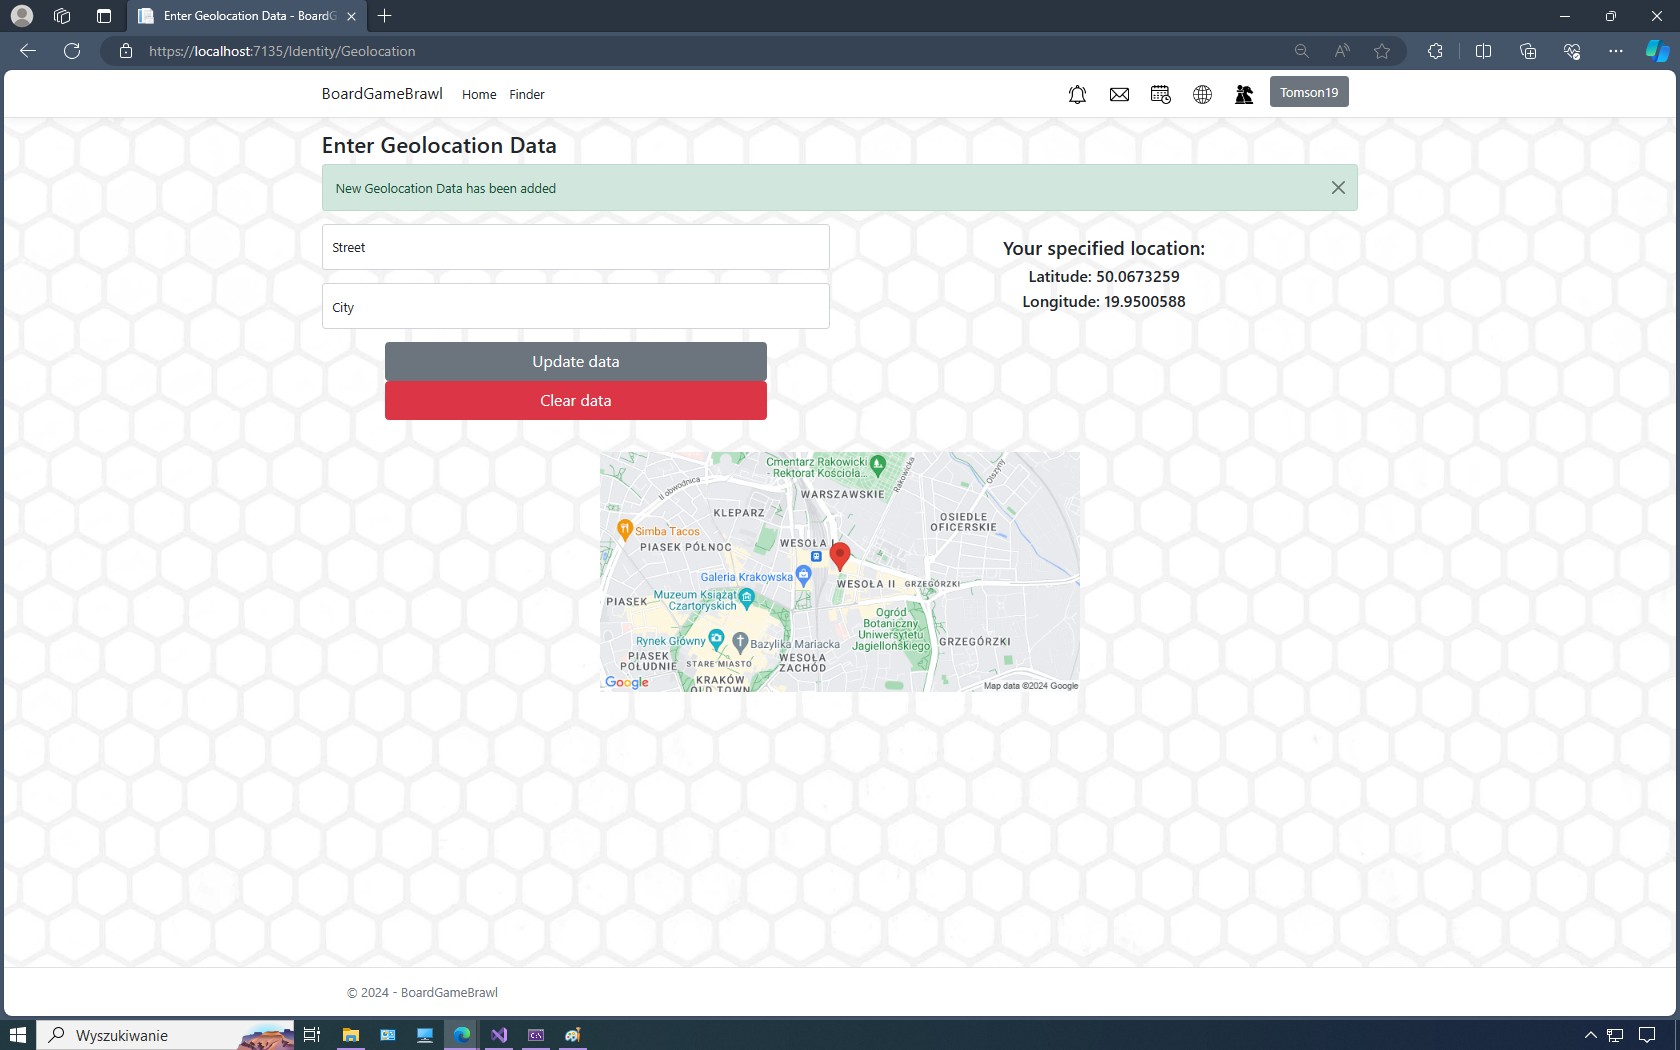 Enter Geolocation Data - BoardG
https://localhost:7135/Identity/Geolocation
BoardGameBrawl Home Finder Tomson19
Enter Geolocation Data
New Geolocation Data has been added
Street
City
Update data
Clear data
Your specified location:
Latitude: 50.0673259
Longitude: 19.9500588
Cmentarz Rakowicki
- Rektorat Kościoła...
Rakowicka
Olszyny
II obwodnica
WARSZAWSKIE
KLEPARZ
OSIEDLE
OFICERSKIE
Simba Tacos
PIASEK PÓŁNOC
WESOŁA I
Galeria Krakowska
WESOŁA II
GRZEGÓRZKI
Muzeum Książąt
Czartoryskich
PIASEK
Ogród
Botaniczny
Uniwersytetu
Jagiellońskiego
GRZEGÓRZKI
Rynek Główny
Bazylika Mariacka
PIASEK
POŁUDNIE
STARE MIASTO
WESOŁA
ZACHÓD
KRAKÓW
OLD TOWN
Google
Map data ©2024 Google
© 2024 - BoardGameBrawl
Wyszukiwanie